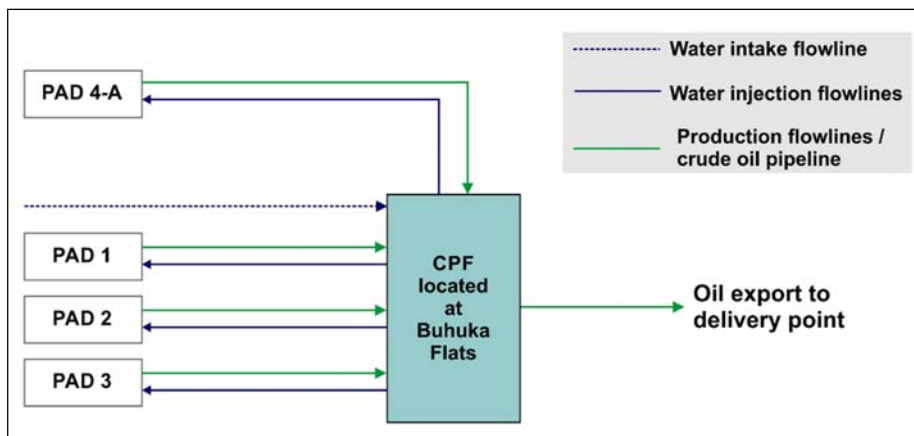 PAD 4-A
Water intake flowline
Water injection flowlines
Production flowlines /
crude oil pipeline
PAD 1
PAD 2
PAD 3
CPF
located
at
Buhuka
Flats
Oil export to
delivery point